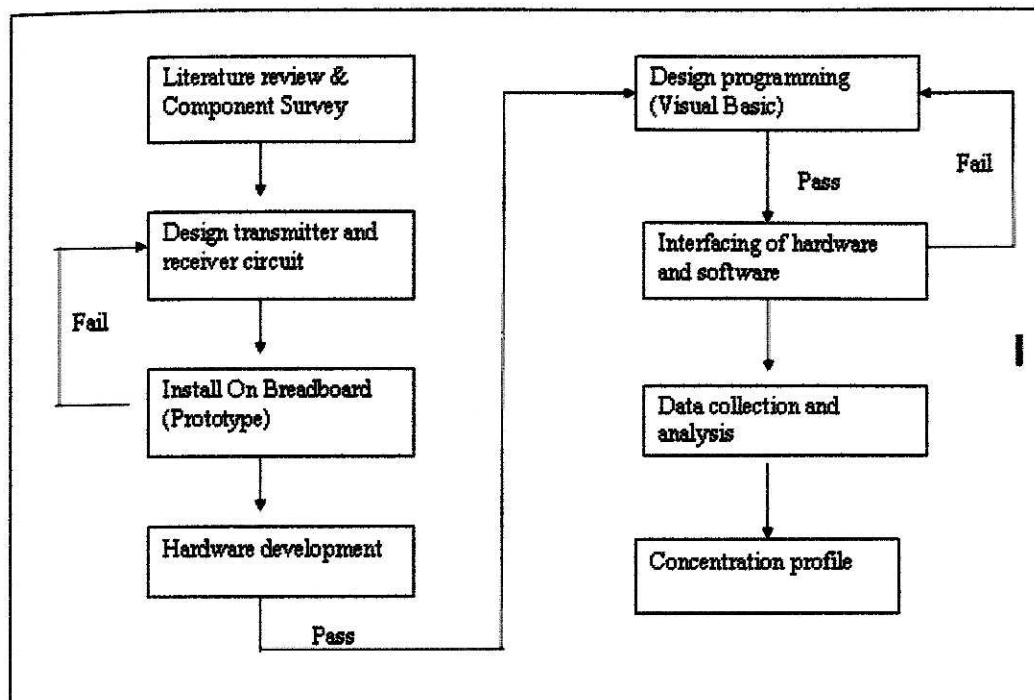 Literature review &
Component Survey
Design transmitter and
receiver circuit
Fail
Install On Breadboard
(Prototype)
Hardware development
Pass
Design programming
(Visual Basic)
Pass
Fail
Interfacing of hardware
and software
Data collection and
analysis
Concentration profile